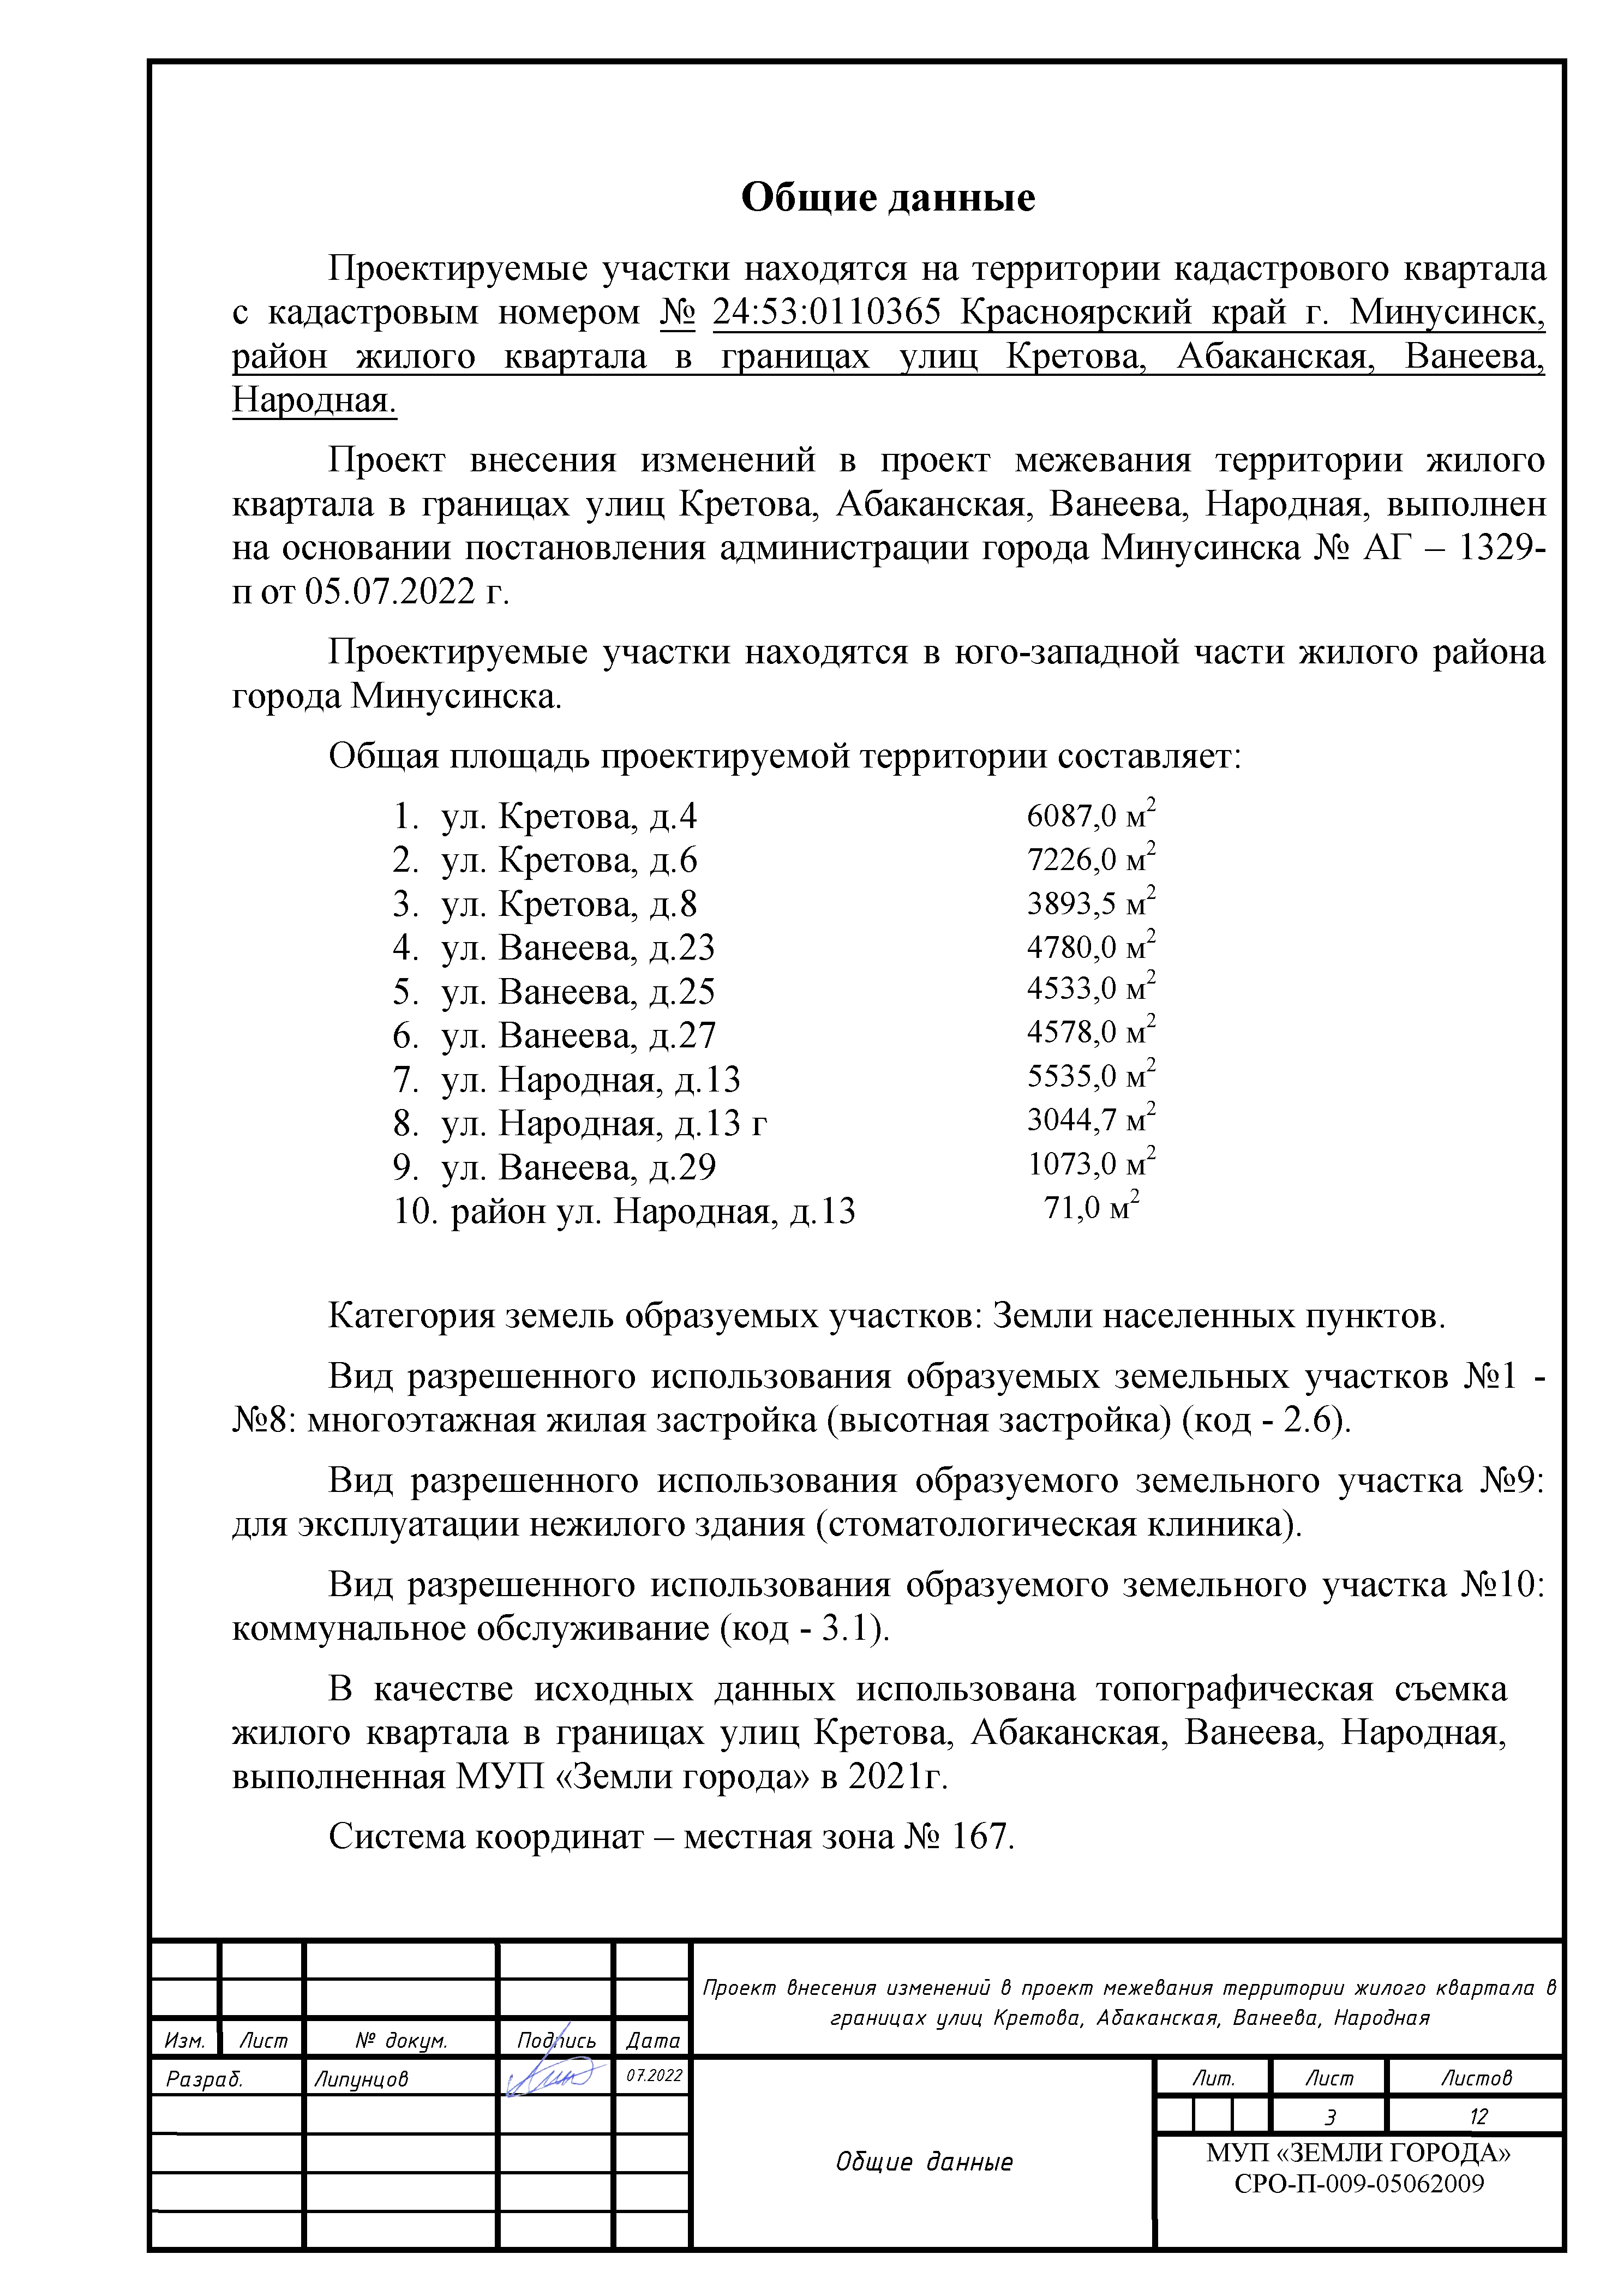 Общие данные
Проектируемые участки находятся на территории кадастрового квартала
с кадастровым номером № 24:53:0110365 Красноярский край г. Минусинск,
район жилого квартала в границах улиц Кретова, Абаканская, Ванеева,
Народная.
Проект внесения изменений в проект межевания территории жилого
квартала в границах улиц Кретова, Абаканская, Ванеева, Народная, выполнен
на основании постановления администрации города Минусинска № АГ – 1329-
п от 05.07.2022 г.
Проектируемые участки находятся в юго-западной части жилого района
города Минусинска.
Общая площадь проектируемой территории составляет:
1. ул. Кретова, д.4 6087,0 м²
2. ул. Кретова, д.6 7226,0 м²
3. ул. Кретова, д.8 3893,5 м²
4. ул. Ванеева, д.23 4780,0 м²
5. ул. Ванеева, д.25 4533,0 м²
6. ул. Ванеева, д.27 4578,0 м²
7. ул. Народная, д.13 5535,0 м²
8. ул. Народная, д.13 г 3044,7 м²
9. ул. Ванеева, д.29 1073,0 м²
10. район ул. Народная, д.13 71,0 м²
Категория земель образуемых участков: Земли населенных пунктов.
Вид разрешенного использования образуемых земельных участков №1 -
№8: многоэтажная жилая застройка (высотная застройка) (код - 2.6).
Вид разрешенного использования образуемого земельного участка №9:
для эксплуатации нежилого здания (стоматологическая клиника).
Вид разрешенного использования образуемого земельного участка №10:
коммунальное обслуживание (код - 3.1).
В качестве исходных данных использована топографическая съемка
жилого квартала в границах улиц Кретова, Абаканская, Ванеева, Народная,
выполненная МУП «Земли города» в 2021г.
Система координат – местная зона № 167.
Проект внесения изменений в проект межевания территории жилого квартала в
границах улиц Кретова, Абаканская, Ванеева, Народная
Изм. Лист № докум. Подпись Дата
Разраб. Липунцов 07.2022
Общие данные
Лит. Лист Листов
3 12
МУП «ЗЕМЛИ ГОРОДА»
СРО-П-009-05062009